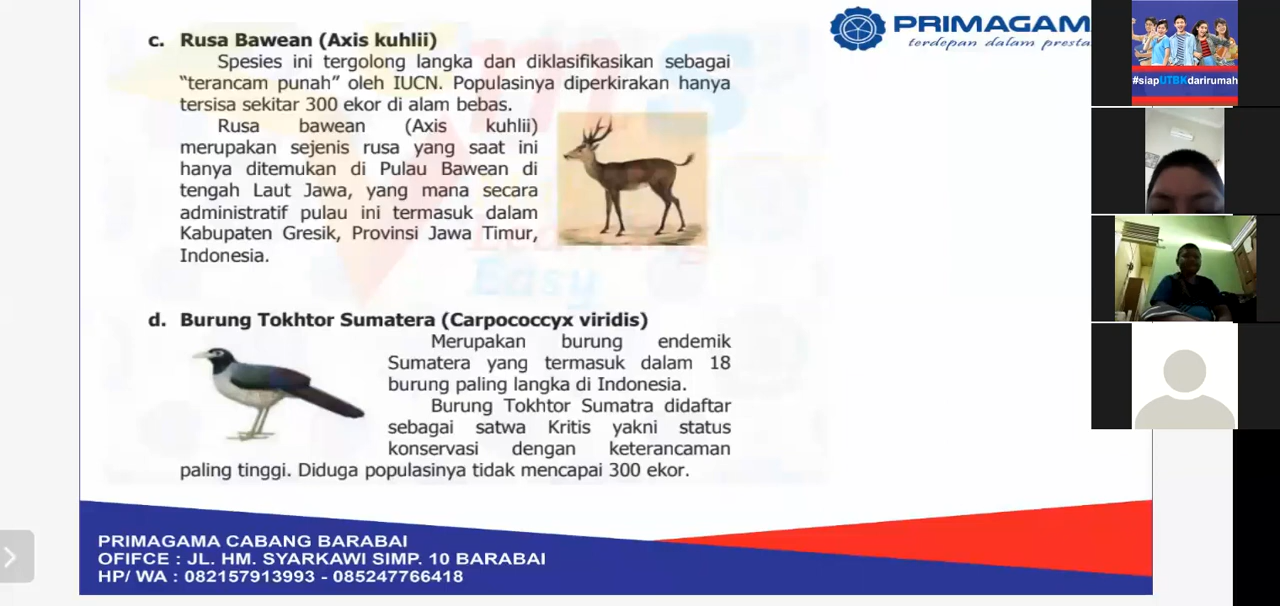 PRIMAGAM
terdepan dalam presta
c. Rusa Bawean (Axis kuhlii)
Spesies ini tergolong langka dan diklasifikasikan sebagai
“terancam punah” oleh IUCN. Populasinya diperkirakan hanya
tersisa sekitar 300 ekor di alam bebas.
Rusa bawean (Axis kuhlii)
merupakan sejenis rusa yang saat ini
hanya ditemukan di Pulau Bawean di
tengah Laut Jawa, yang mana secara
administratif pulau ini termasuk dalam
Kabupaten Gresik, Provinsi Jawa Timur,
Indonesia.
Easy
d. Burung Tokhtor Sumatera (Carpococcyx viridis)
Merupakan burung endemik
Sumatera yang termasuk dalam 18
burung paling langka di Indonesia.
Burung Tokhtor Sumatra didaftar
sebagai satwa Kritis yakni status
konservasi dengan keterancaman
paling tinggi. Diduga populasinya tidak mencapai 300 ekor.
PRIMAGAMA CABANG BARABAI
OFIFCE : JL. HM. SYARKAWI SIMP. 10 BARABAI
HP/ WA : 082157913993 - 085247766418
#siapUTBKdarirumah